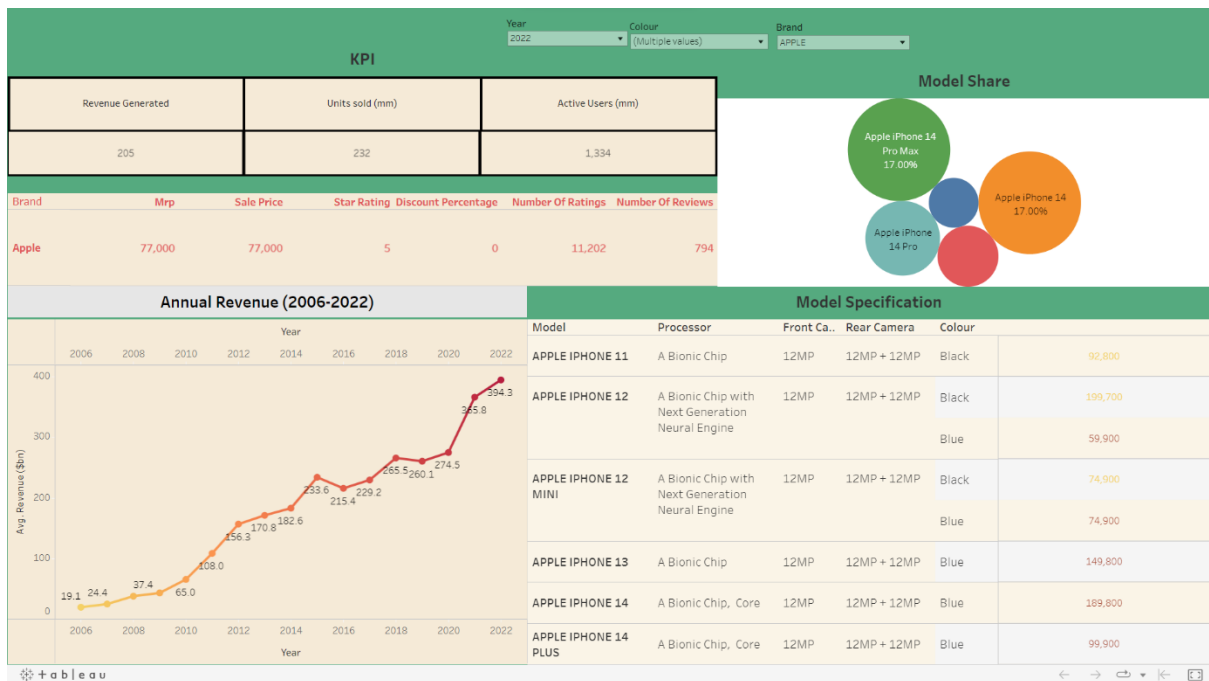 Year
Colour
Brand
2022
(Multiple values)
APPLE
KPI
Model Share
Revenue Generated
Units sold (mm)
Active Users (mm)
205
232
1,334
Apple iPhone 14
Pro Max
17.00%
Apple iPhone 14
17.00%
Apple iPhone
14 Pro
Brand Mrp Sale Price Star Rating Discount Percentage Number Of Ratings Number Of Reviews
Apple 77,000 77,000 5 0 11,202 794
Annual Revenue (2006-2022)
Year
2006 2008 2010 2012 2014 2016 2018 2020 2022
Avg. Revenue ($bn)
400
300
200
100
0
19.1
24.4
37.4
65.0
108.0
156.3
170.8
182.6
233.6
215.4
229.2
265.5
260.1
274.5
365.8
394.3
2006 2008 2010 2012 2014 2016 2018 2020 2022
Year
Model Specification
Model Processor Front Ca.. Rear Camera Colour
APPLE IPHONE 11 A Bionic Chip 12MP 12MP + 12MP Black 92,800
APPLE IPHONE 12 A Bionic Chip with 12MP 12MP + 12MP Black 199,700
Next Generation
Neural Engine
Blue 59,900
APPLE IPHONE 12 A Bionic Chip with 12MP 12MP + 12MP Black 74,900
MINI Next Generation
Neural Engine
Blue 74,900
APPLE IPHONE 13 A Bionic Chip 12MP 12MP + 12MP Blue 149,800
APPLE IPHONE 14 A Bionic Chip, Core 12MP 12MP + 12MP Blue 189,800
APPLE IPHONE 14 A Bionic Chip, Core 12MP 12MP + 12MP Blue 99,900
PLUS
+ableau